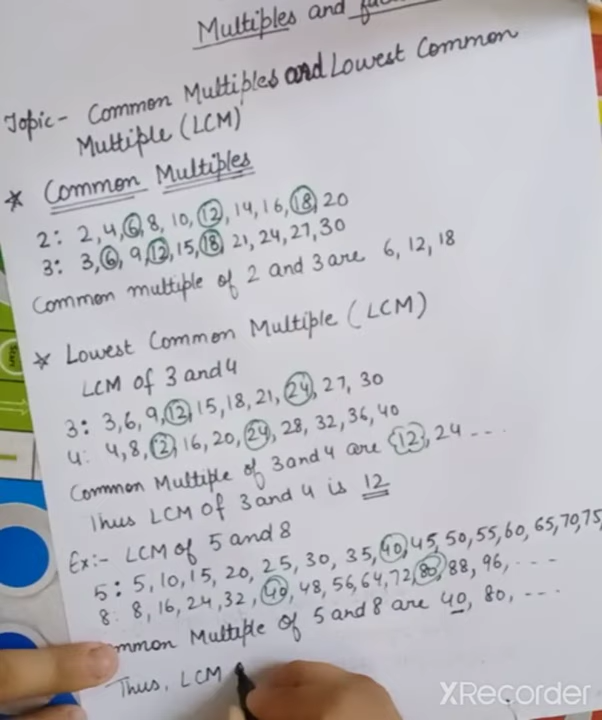 Multiples and
Topic - Common Multiples and Lowest Common
Multiple (LCM)
* Common Multiples
2: 2, 4, 6, 8, 10, 12, 14, 16, 18, 20
3: 3, 6, 9, 12, 15, 18, 21, 24, 27, 30
Common multiple of 2 and 3 are 6, 12, 18
* Lowest Common Multiple (LCM)
LCM of 3 and 4
3: 3, 6, 9, 12, 15, 18, 21, 24, 27, 30
4: 4, 8, 12, 16, 20, 24, 28, 32, 36, 40
Common Multiple of 3 and 4 are 12, 24 ---
Thus LCM of 3 and 4 is 12
Ex:- LCM of 5 and 8
5: 5, 10, 15, 20, 25, 30, 35, 40, 45, 50, 55, 60, 65, 70, 75,
8: 8, 16, 24, 32, 40, 48, 56, 64, 72, 80, 88, 96, ---
mmon Multiple of 5 and 8 are 40, 80, ---
Thus, LCM
XRecorder